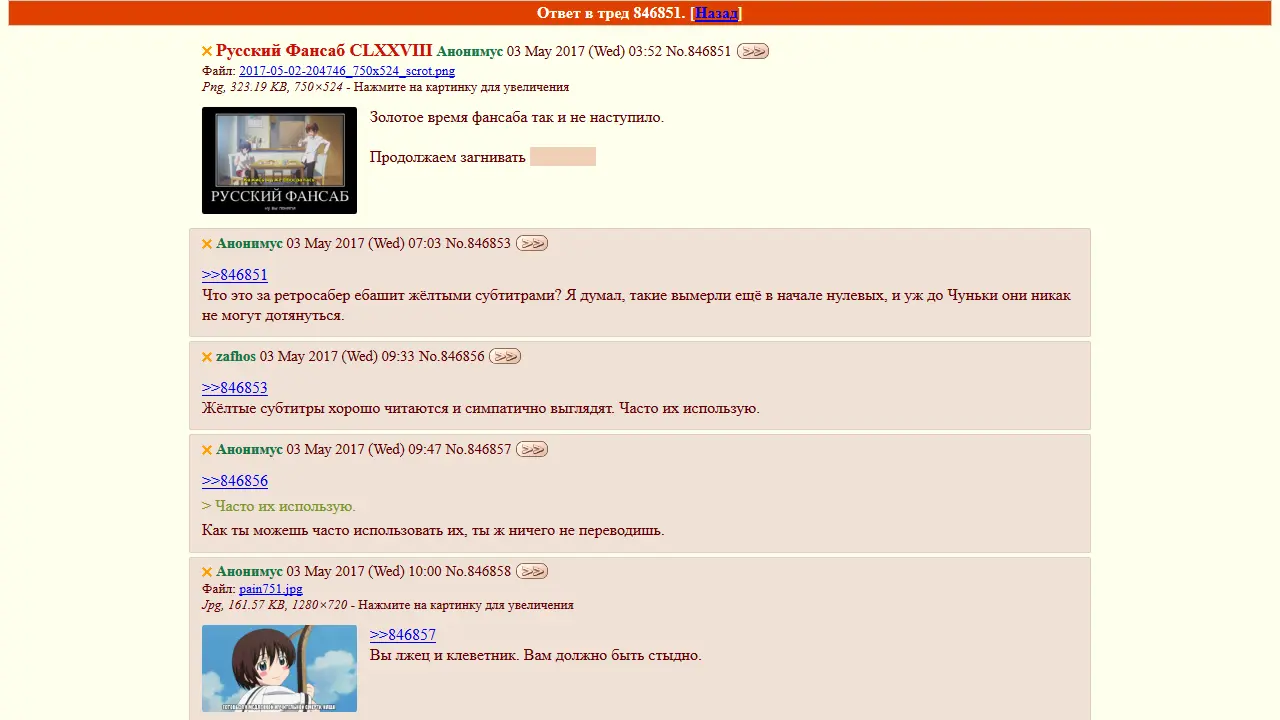 Ответ в тред 846851. [Назад]
Русский Фансаб CLXXVIII Анонимус 03 May 2017 (Wed) 03:52 No.846851 >>
Файл: 2017-05-02-204746_750x524_scrot.png
Png, 323.19 KB, 750×524 - Нажмите на картинку для увеличения
Золотое время фансаба так и не наступило.
Продолжаем загнивать
РУССКИЙ ФАНСАБ
ну вы поняли
Анонимус 03 May 2017 (Wed) 07:03 No.846853 >>
>>846851
Что это за ретросабер ебашит жёлтыми субтитрами? Я думал, такие вымерли ещё в начале нулевых, и уж до Чуньки они никак
не могут дотянуться.
zafhos 03 May 2017 (Wed) 09:33 No.846856 >>
>>846853
Жёлтые субтитры хорошо читаются и симпатично выглядят. Часто их использую.
Анонимус 03 May 2017 (Wed) 09:47 No.846857 >>
>>846856
> Часто их использую.
Как ты можешь часто использовать их, ты ж ничего не переводишь.
Анонимус 03 May 2017 (Wed) 10:00 No.846858 >>
Файл: pain751.jpg
Jpg, 161.57 KB, 1280×720 - Нажмите на картинку для увеличения
>>846857
Вы лжец и клеветник. Вам должно быть стыдно.